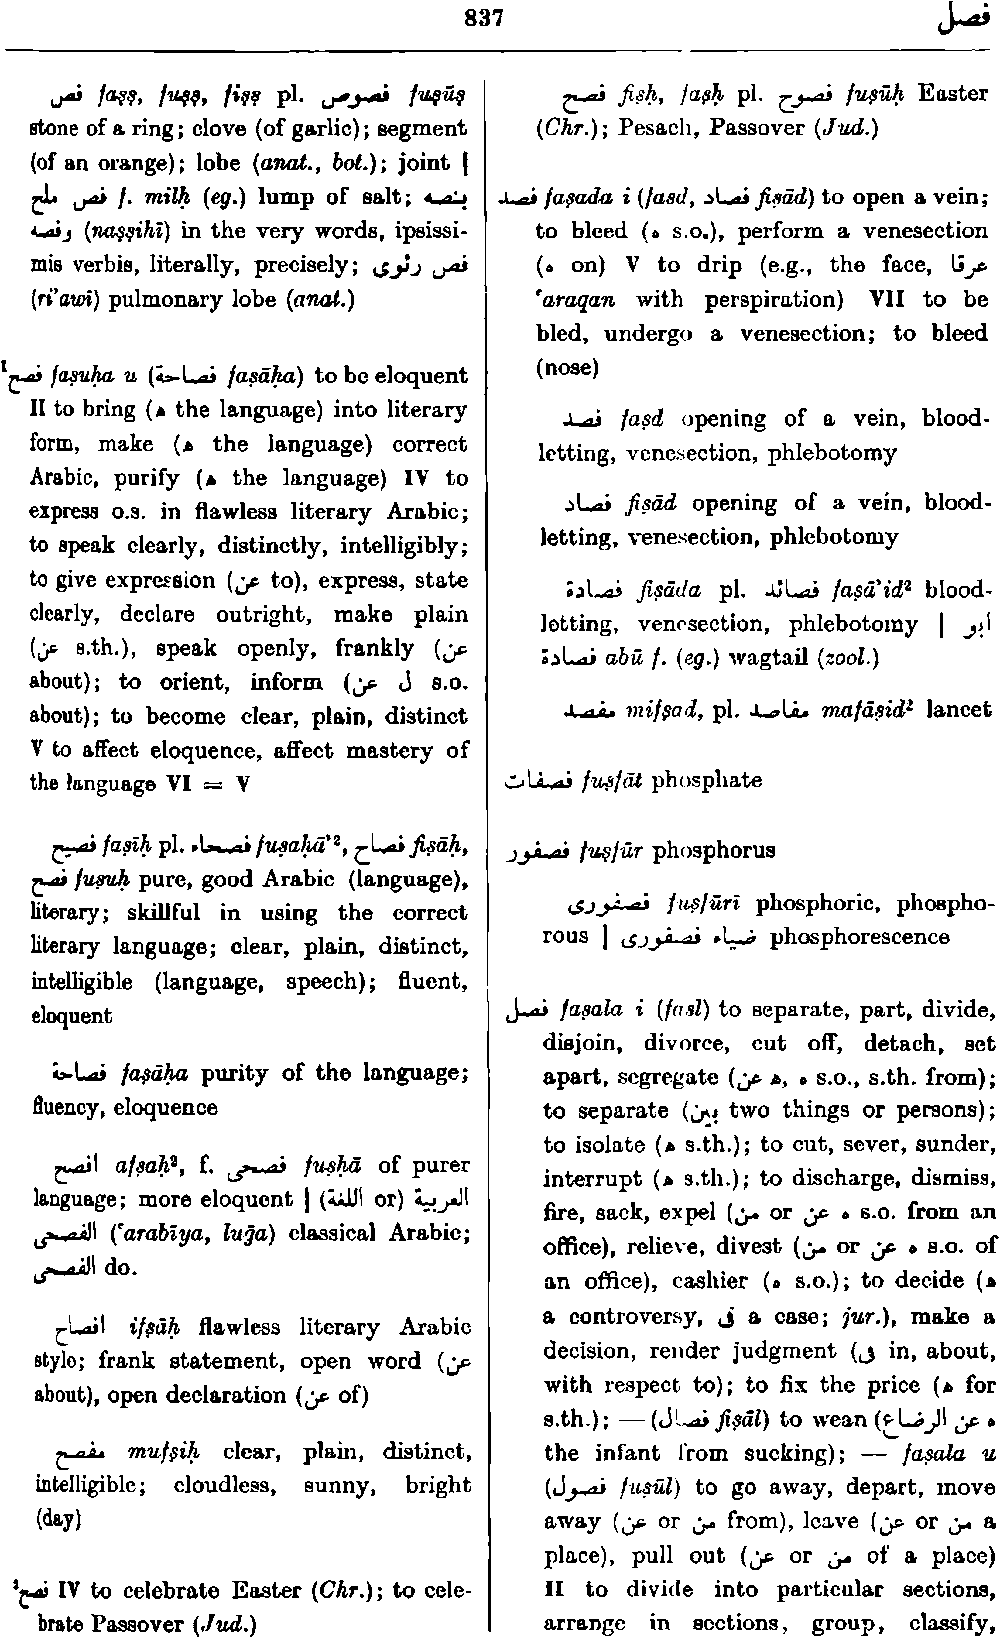 837
فصل
فص faṣṣ, fuṣṣ, fiṣṣ pl. فصوص fuṣūṣ
stone of a ring; clove (of garlic); segment
(of an orange); lobe (anat., bot.); joint |
فص ملح f. milḥ (eg.) lump of salt; بنصه
وفصه (naṣṣihī) in the very words, ipsissi-
mis verbis, literally, precisely; فص رئوى
(ri’awī) pulmonary lobe (anat.)
¹فصح faṣuḥa u (فصاحة faṣāḥa) to be eloquent
II to bring (ه the language) into literary
form, make (ه the language) correct
Arabic, purify (ه the language) IV to
express o.s. in flawless literary Arabic;
to speak clearly, distinctly, intelligibly;
to give expression (عن to), express, state
clearly, declare outright, make plain
(عن s.th.), speak openly, frankly (عن
about); to orient, inform (ل عن s.o.
about); to become clear, plain, distinct
V to affect eloquence, affect mastery of
the language VI = V
فصيح faṣīḥ pl. فصحاء fuṣaḥā’², فصاح fiṣāḥ,
فصح fuṣuḥ pure, good Arabic (language),
literary; skillful in using the correct
literary language; clear, plain, distinct,
intelligible (language, speech); fluent,
eloquent
فصاحة faṣāḥa purity of the language;
fluency, eloquence
افصح afṣaḥ², f. فصحى fuṣḥā of purer
language; more eloquent | العربية (or اللغة)
الفصحى (‘arabīya, luḡa) classical Arabic;
الفصحى do.
افصاح ifṣāḥ flawless literary Arabic
style; frank statement, open word (عن
about), open declaration (عن of)
مفصح mufṣiḥ clear, plain, distinct,
intelligible; cloudless, sunny, bright
(day)
²فصح IV to celebrate Easter (Chr.); to cele-
brate Passover (Jud.)
فصح fiṣḥ, faṣḥ pl. فصوح fuṣūḥ Easter
(Chr.); Pesach, Passover (Jud.)
فصد faṣada i (faṣd, فصاد fiṣād) to open a vein;
to bleed (ه s.o.), perform a venesection
(ه on) V to drip (e.g., the face, عرقا
‘araqan with perspiration) VII to be
bled, undergo a venesection; to bleed
(nose)
فصد faṣd opening of a vein, blood-
letting, venesection, phlebotomy
فصاد fiṣād opening of a vein, blood-
letting, venesection, phlebotomy
فصادة fiṣāda pl. فصائد faṣā’id² blood-
letting, venesection, phlebotomy | ابو
فصادة abū f. (eg.) wagtail (zool.)
مفصد mifṣad, pl. مفاصد mafāṣid² lancet
فصفات fuṣfāt phosphate
فصفور fuṣfūr phosphorus
فصفورى fuṣfūrī phosphoric, phospho-
rous | ضياء فصفورى phosphorescence
فصل faṣala i (faṣl) to separate, part, divide,
disjoin, divorce, cut off, detach, set
apart, segregate (ه, ه عن s.o., s.th. from);
to separate (بين two things or persons);
to isolate (ه s.th.); to cut, sever, sunder,
interrupt (ه s.th.); to discharge, dismiss,
fire, sack, expel (من or عن ه s.o. from an
office), relieve, divest (من or عن ه s.o. of
an office), cashier (ه s.o.); to decide (ه
a controversy, فى a case; jur.), make a
decision, render judgment (فى in, about,
with respect to); to fix the price (ه for
s.th.); — (فصال fiṣāl) to wean (ه عن الرضاع
the infant from sucking); — faṣala u
(فصول fuṣūl) to go away, depart, move
away (عن or من from), leave (عن or من a
place), pull out (عن or من of a place)
II to divide into particular sections,
arrange in sections, group, classify,